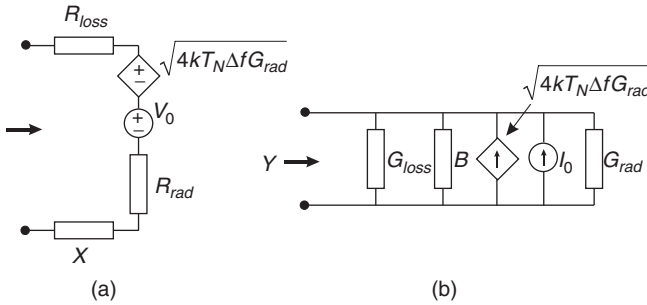 R_loss
+
−
√4kT_NΔfG_rad
+
−
V_0
R_rad
X
(a)
√4kT_NΔfG_rad
Y
G_loss
B
I_0
G_rad
(b)